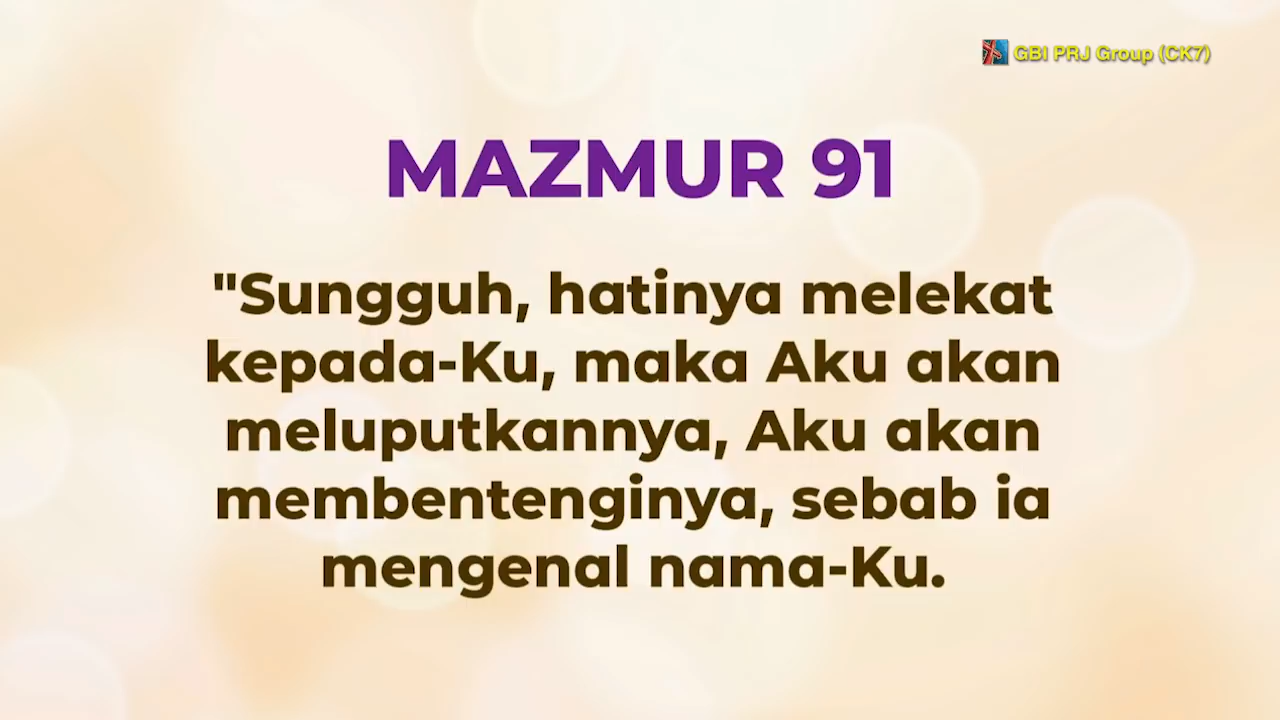 GBI PRJ Group (CK7)
MAZMUR 91
"Sungguh, hatinya melekat
kepada-Ku, maka Aku akan
meluputkannya, Aku akan
membentenginya, sebab ia
mengenal nama-Ku.